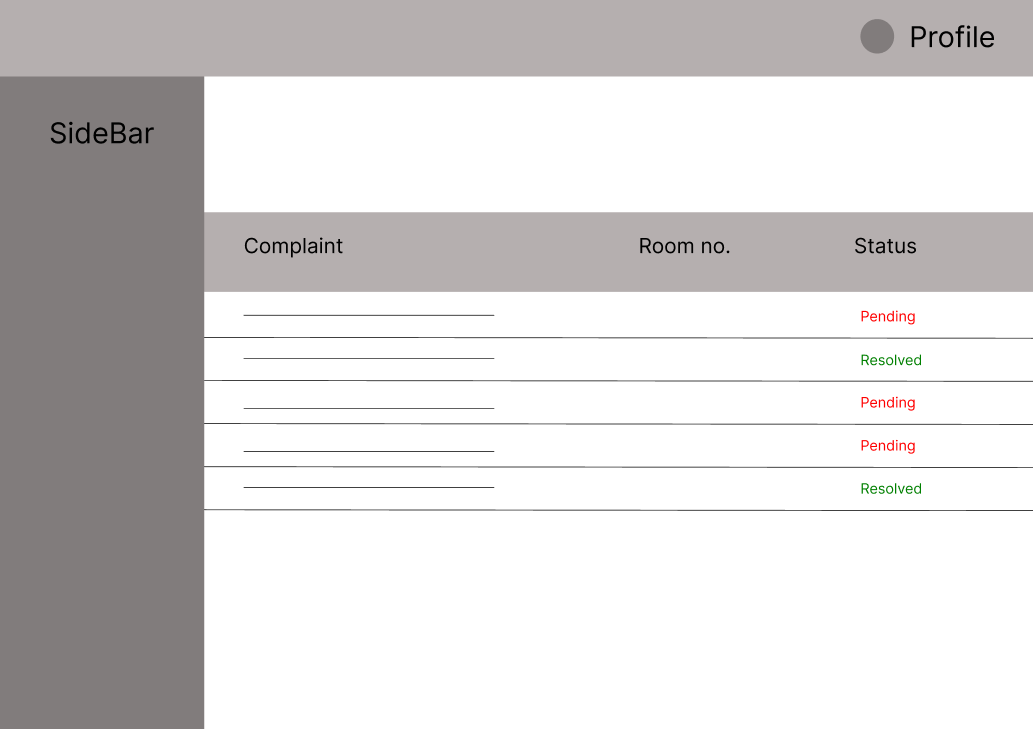 Profile
SideBar
Complaint Room no. Status
Pending
Resolved
Pending
Pending
Resolved